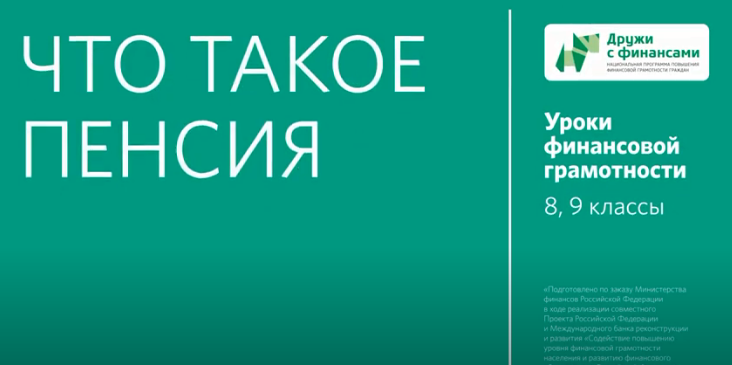 ЧТО ТАКОЕ
ПЕНСИЯ
Дружи
с финансами
НАЦИОНАЛЬНАЯ ПРОГРАММА ПОВЫШЕНИЯ
ФИНАНСОВОЙ ГРАМОТНОСТИ ГРАЖДАН
Уроки
финансовой
грамотности
8, 9 классы
«Подготовлено по заказу Министерства
финансов Российской Федерации
в ходе реализации совместного
Проекта Российской Федерации
и Международного банка реконструкции
и развития «Содействие повышению
уровня финансовой грамотности
населения и развитию финансового